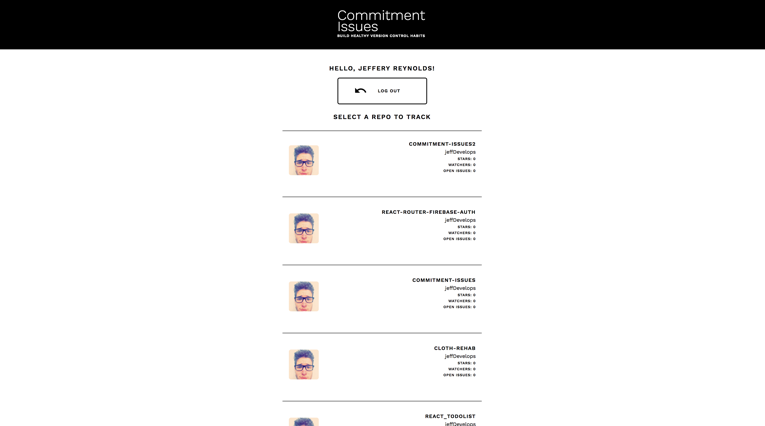 Commitment
Issues
BUILD HEALTHY VERSION CONTROL HABITS
HELLO, JEFFERY REYNOLDS!
LOG OUT
SELECT A REPO TO TRACK
COMMITMENT-ISSUES2
jeffDevelops
STARS: 0
WATCHERS: 0
OPEN ISSUES: 0
REACT-ROUTER-FIREBASE-AUTH
jeffDevelops
STARS: 0
WATCHERS: 0
OPEN ISSUES: 0
COMMITMENT-ISSUES
jeffDevelops
STARS: 0
WATCHERS: 0
OPEN ISSUES: 0
CLOTH-REHAB
jeffDevelops
STARS: 0
WATCHERS: 0
OPEN ISSUES: 0
REACT_TODOLIST
jeffDevelops